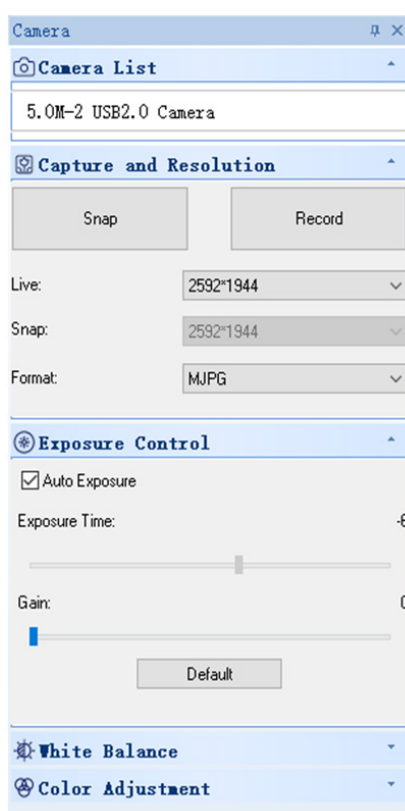 Camera
Camera List
5.0M-2 USB2.0 Camera
Capture and Resolution
Snap Record
Live: 2592*1944
Snap: 2592*1944
Format: MJPG
Exposure Control
Auto Exposure
Exposure Time: -6
Gain: 0
Default
White Balance
Color Adjustment